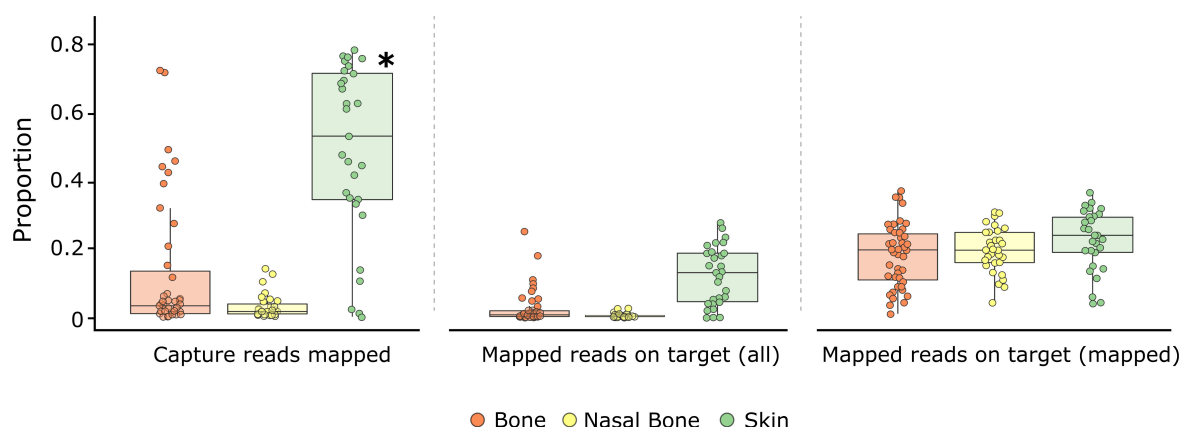 Proportion
0.8
0.6
0.4
0.2
0
*
Capture reads mapped
Mapped reads on target (all)
Mapped reads on target (mapped)
Bone Nasal Bone Skin